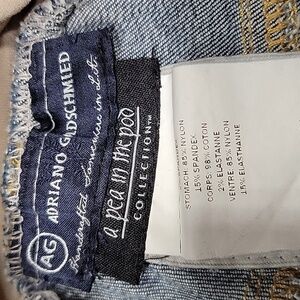 AG
ADRIANO GOLDSCHMIED
Handcrafted Somewhere in L.A.
a pea in the pod
COLLECTION™
STOMACH: 85% NYLON
15% SPANDEX
CORPS: 98% COTON
2% ELASTANNE
VENTRE: 85% NYLON
15% ELASTHANNE